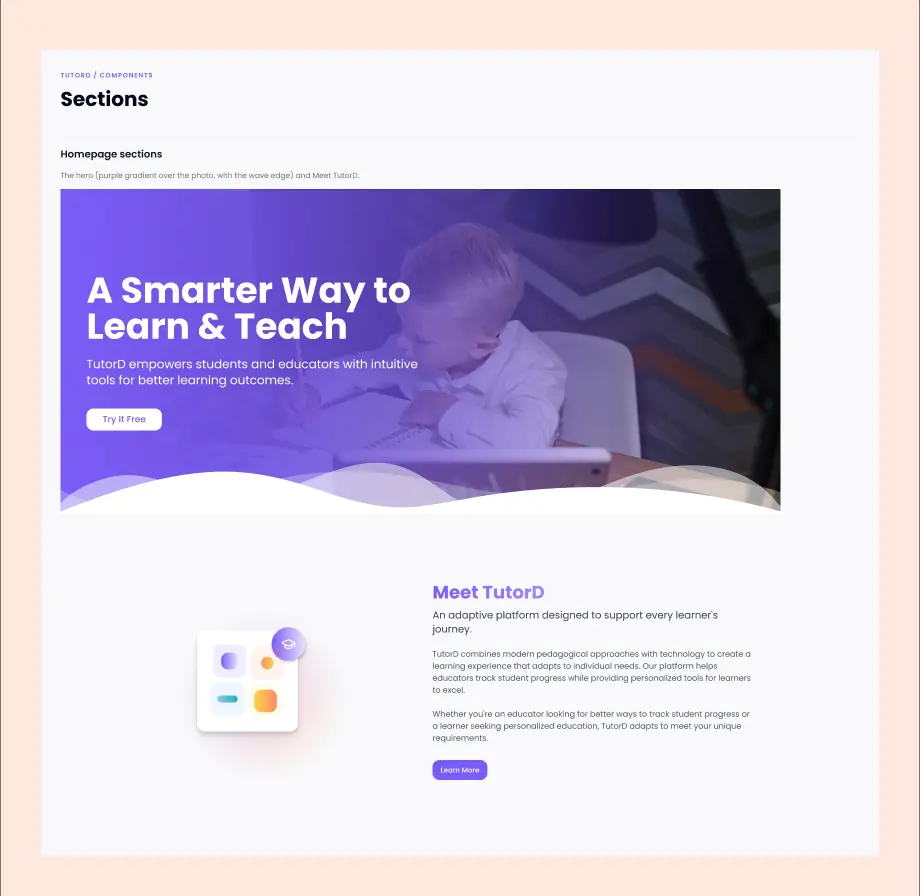 TUTORD / COMPONENTS
Sections
Homepage sections
The hero (purple gradient over the photo, with the wave edge) and Meet TutorD.
A Smarter Way to
Learn & Teach
TutorD empowers students and educators with intuitive
tools for better learning outcomes.
Try It Free
Meet TutorD
An adaptive platform designed to support every learner's
journey.
TutorD combines modern pedagogical approaches with technology to create a
learning experience that adapts to individual needs. Our platform helps
educators track student progress while providing personalized tools for learners
to excel.
Whether you're an educator looking for better ways to track student progress or
a learner seeking personalized education, TutorD adapts to meet your unique
requirements.
Learn More